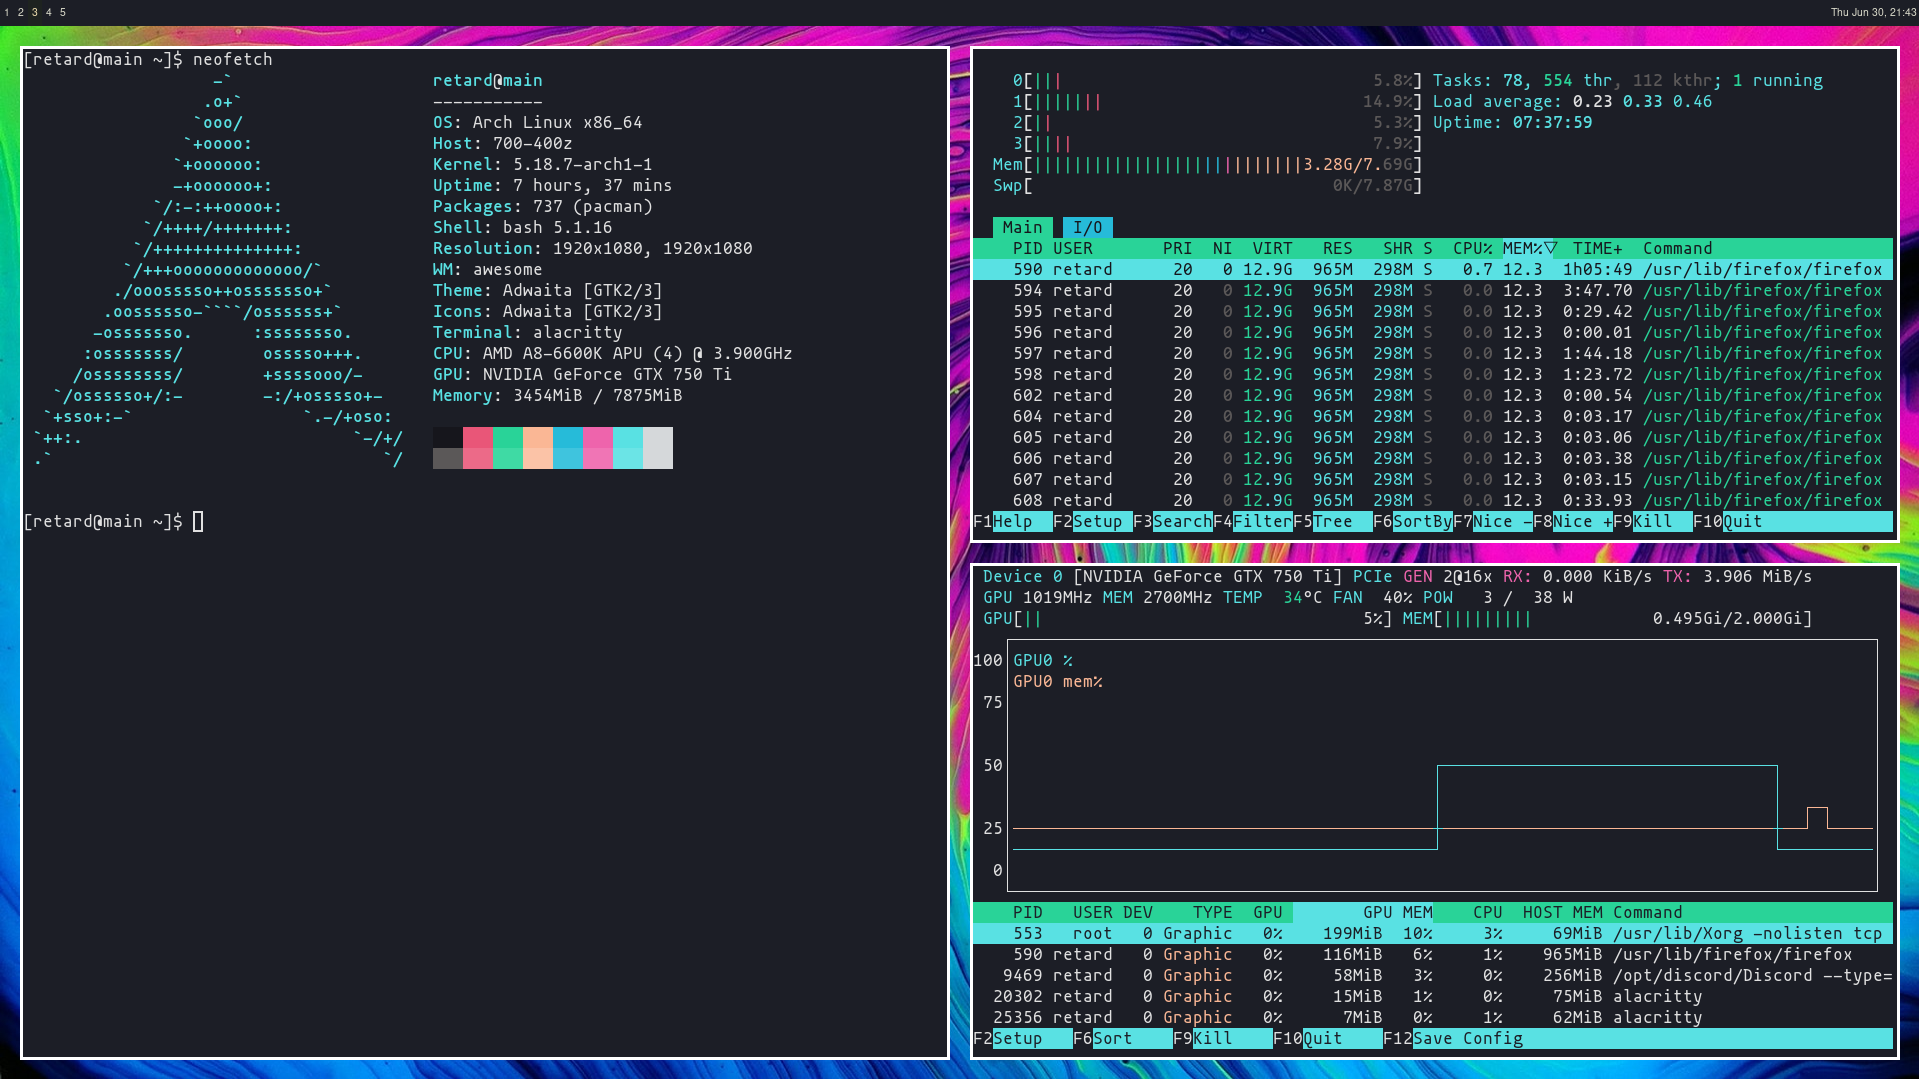 1 2 3 4 5
Thu Jun 30, 21:43
[retard@main ~]$ neofetch
-`
.o+`
`ooo/
`+oooo:
`+oooooo:
-+oooooo+:
`/:-:++oooo+:
`/++++/+++++++:
`/++++++++++++++:
`/+++ooooooooooooo/`
./ooosssso++osssssso+`
.oossssso-````/ossssss+`
-osssssso. :ssssssso.
:osssssss/ osssso+++.
/ossssssss/ +ssssooo/-
`/ossssso+/:- -:/+osssso+-
`+sso+:-` `.-/+oso:
`++:. `-/+/
.` `/
retard@main
-----------
OS: Arch Linux x86_64
Host: 700-400z
Kernel: 5.18.7-arch1-1
Uptime: 7 hours, 37 mins
Packages: 737 (pacman)
Shell: bash 5.1.16
Resolution: 1920x1080, 1920x1080
WM: awesome
Theme: Adwaita [GTK2/3]
Icons: Adwaita [GTK2/3]
Terminal: alacritty
CPU: AMD A8-6600K APU (4) @ 3.900GHz
GPU: NVIDIA GeForce GTX 750 Ti
Memory: 3454MiB / 7875MiB
[retard@main ~]$
0[||| 5.8%] Tasks: 78, 554 thr, 112 kthr; 1 running
1[||||||| 14.9%] Load average: 0.23 0.33 0.46
2[|| 5.3%] Uptime: 07:37:59
3[|||| 7.9%]
Mem[|||||||||||||||||||||||||||3.28G/7.69G]
Swp[ 0K/7.87G]
Main I/O
PID USER PRI NI VIRT RES SHR S CPU% MEM%▽ TIME+ Command
590 retard 20 0 12.9G 965M 298M S 0.7 12.3 1h05:49 /usr/lib/firefox/firefox
594 retard 20 0 12.9G 965M 298M S 0.0 12.3 3:47.70 /usr/lib/firefox/firefox
595 retard 20 0 12.9G 965M 298M S 0.0 12.3 0:29.42 /usr/lib/firefox/firefox
596 retard 20 0 12.9G 965M 298M S 0.0 12.3 0:00.01 /usr/lib/firefox/firefox
597 retard 20 0 12.9G 965M 298M S 0.0 12.3 1:44.18 /usr/lib/firefox/firefox
598 retard 20 0 12.9G 965M 298M S 0.0 12.3 1:23.72 /usr/lib/firefox/firefox
602 retard 20 0 12.9G 965M 298M S 0.0 12.3 0:00.54 /usr/lib/firefox/firefox
604 retard 20 0 12.9G 965M 298M S 0.0 12.3 0:03.17 /usr/lib/firefox/firefox
605 retard 20 0 12.9G 965M 298M S 0.0 12.3 0:03.06 /usr/lib/firefox/firefox
606 retard 20 0 12.9G 965M 298M S 0.0 12.3 0:03.38 /usr/lib/firefox/firefox
607 retard 20 0 12.9G 965M 298M S 0.0 12.3 0:03.15 /usr/lib/firefox/firefox
608 retard 20 0 12.9G 965M 298M S 0.0 12.3 0:33.93 /usr/lib/firefox/firefox
F1Help F2Setup F3SearchF4FilterF5Tree F6SortByF7Nice -F8Nice +F9Kill F10Quit
Device 0 [NVIDIA GeForce GTX 750 Ti] PCIe GEN 2@16x RX: 0.000 KiB/s TX: 3.906 MiB/s
GPU 1019MHz MEM 2700MHz TEMP 34°C FAN 40% POW 3 / 38 W
GPU[|| 5%] MEM[||||||||| 0.495Gi/2.000Gi]
100 GPU0 %
GPU0 mem%
75
50
25
0
PID USER DEV TYPE GPU GPU MEM CPU HOST MEM Command
553 root 0 Graphic 0% 199MiB 10% 3% 69MiB /usr/lib/Xorg -nolisten tcp
590 retard 0 Graphic 0% 116MiB 6% 1% 965MiB /usr/lib/firefox/firefox
9469 retard 0 Graphic 0% 58MiB 3% 0% 256MiB /opt/discord/Discord --type=
20302 retard 0 Graphic 0% 15MiB 1% 0% 75MiB alacritty
25356 retard 0 Graphic 0% 7MiB 0% 1% 62MiB alacritty
F2Setup F6Sort F9Kill F10Quit F12Save Config